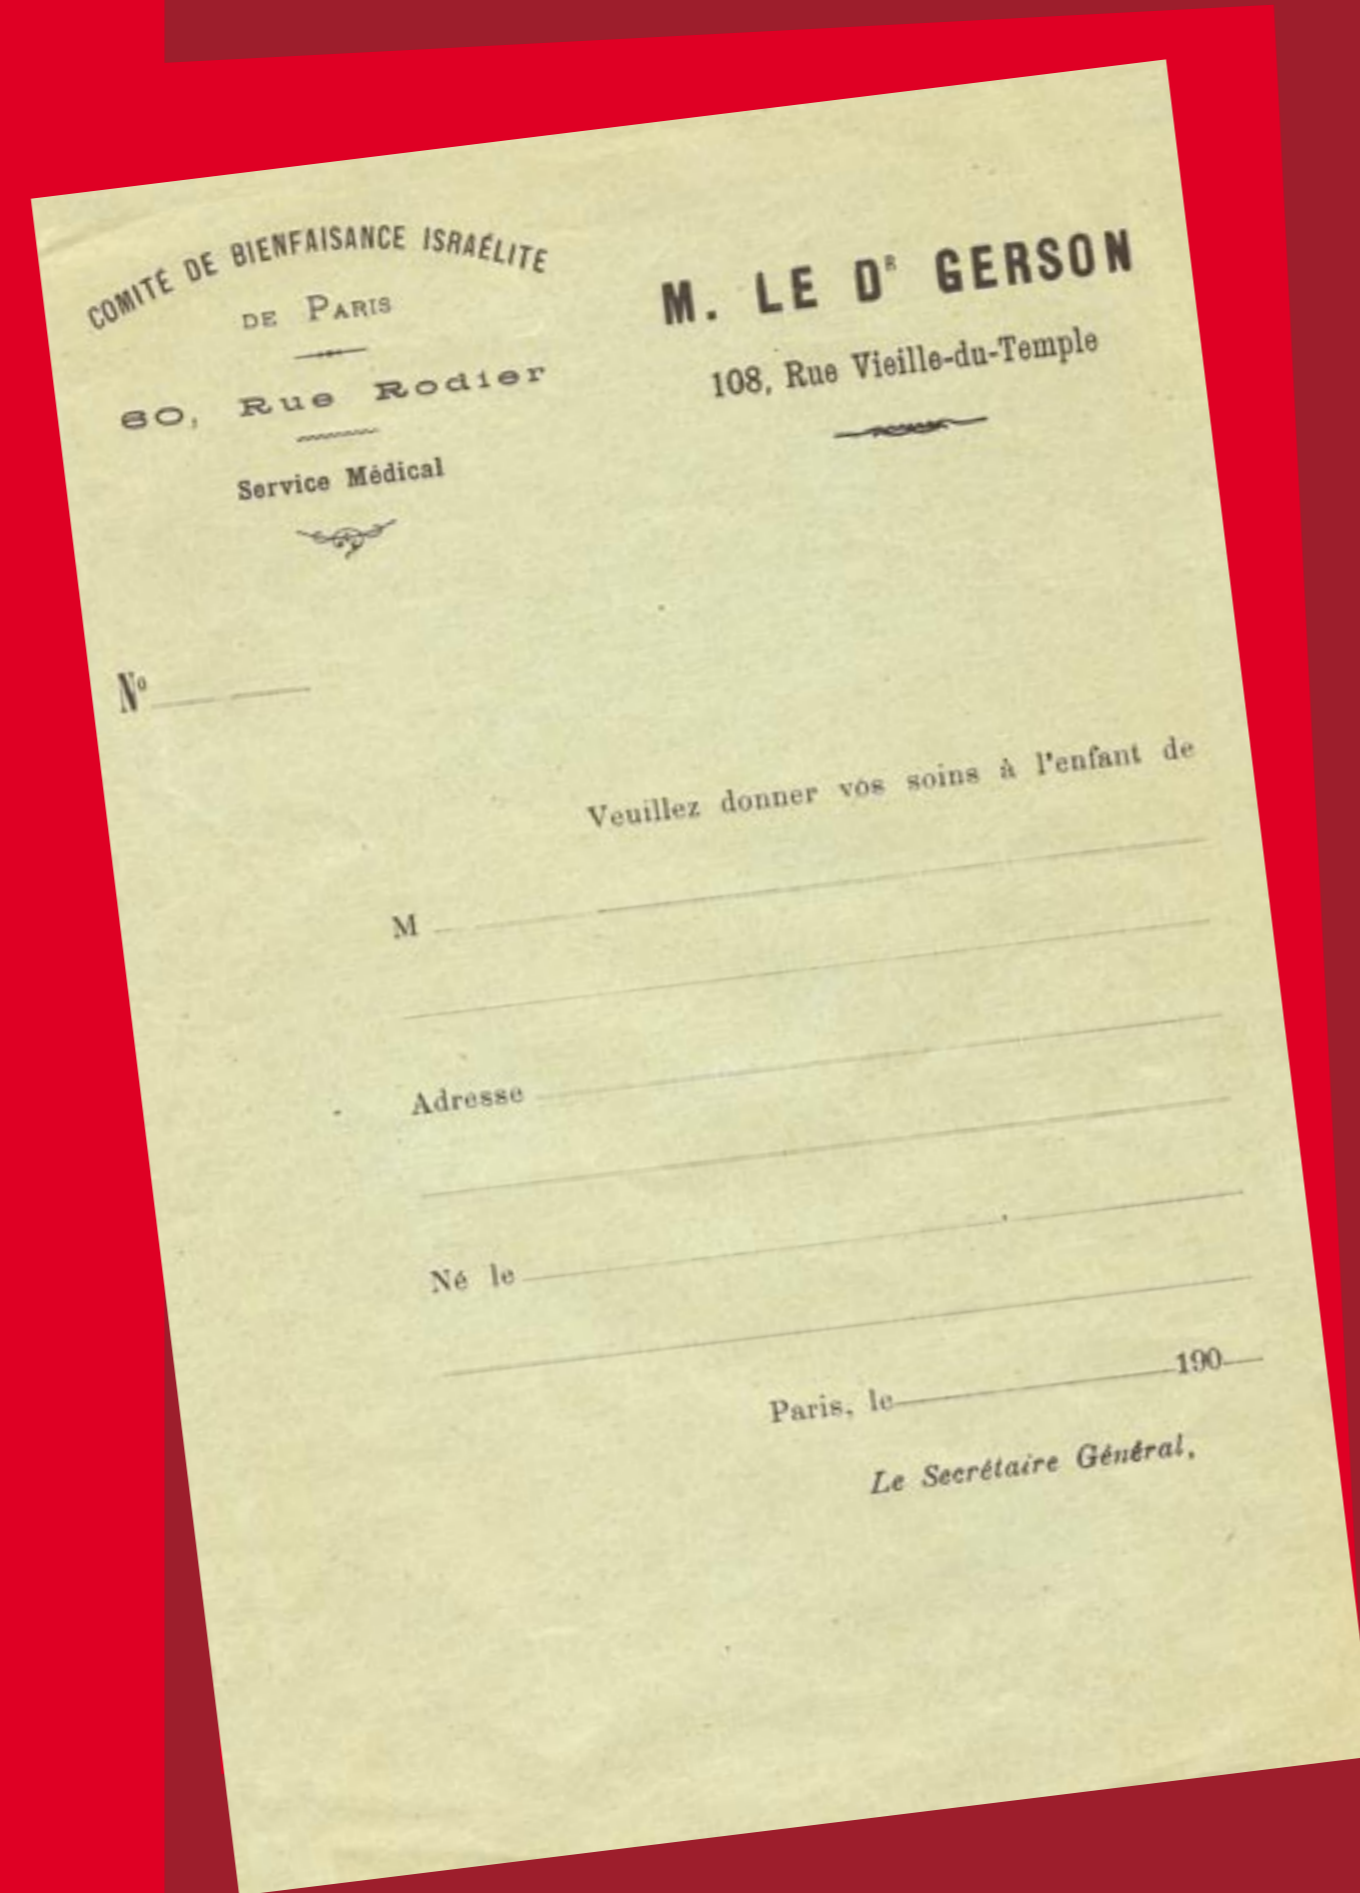 COMITÉ DE BIENFAISANCE ISRAÉLITE
DE PARIS
60, Rue Rodier
Service Médical
M. LE DR GERSON
108, Rue Vieille-du-Temple
No
Veuillez donner vos soins à l'enfant de
M
Adresse
Né le
Paris, le 190
Le Secrétaire Général,